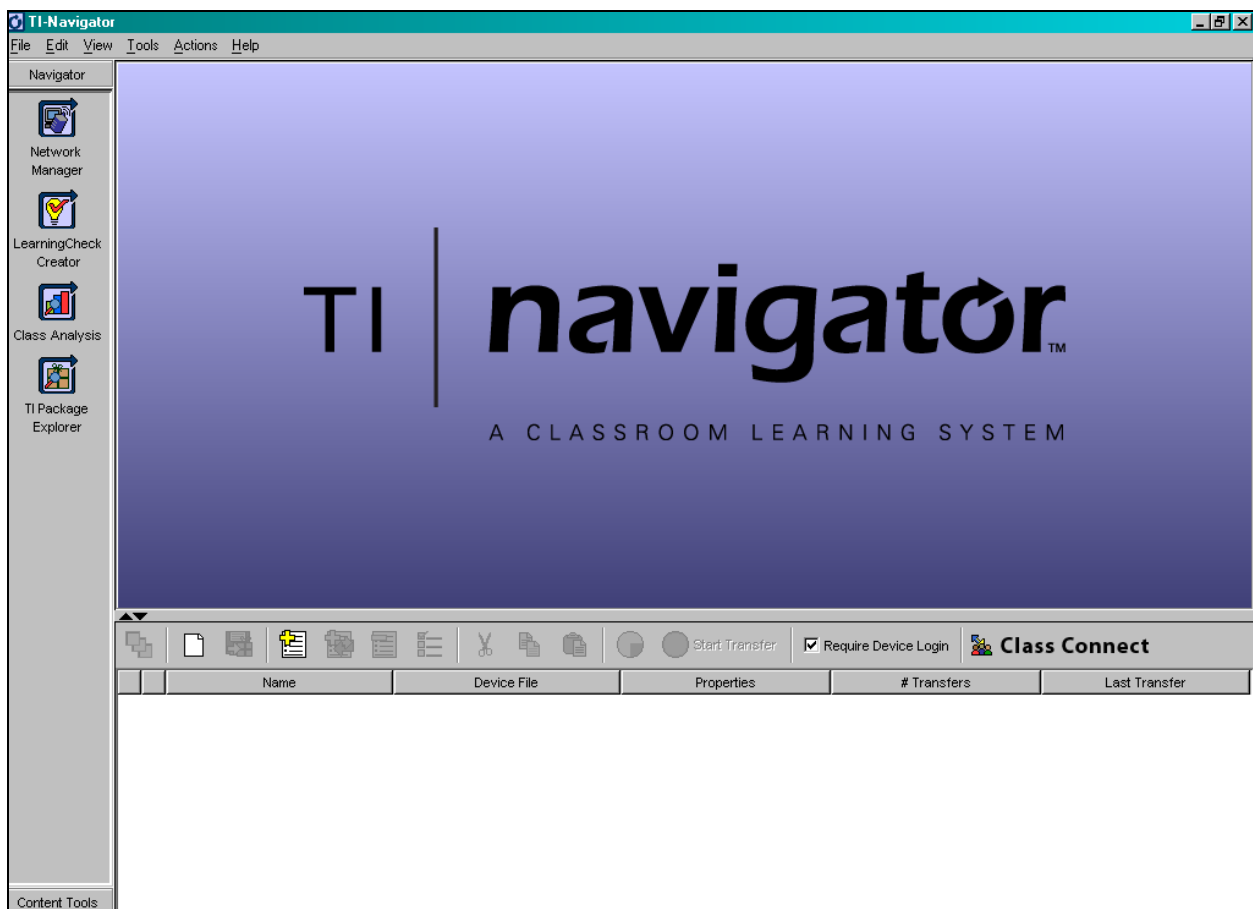 TI-Navigator
File Edit View Tools Actions Help
Navigator
Network
Manager
LearningCheck
Creator
Class Analysis
TI Package
Explorer
TI navigator™
A CLASSROOM LEARNING SYSTEM
Start Transfer Require Device Login Class Connect
Name Device File Properties # Transfers Last Transfer
Content Tools